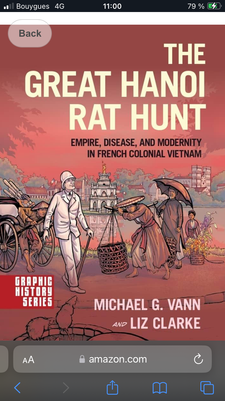 Bouygues 4G 11:00 79 %
Back
THE
GREAT HANOI
RAT HUNT
EMPIRE, DISEASE, AND MODERNITY
IN FRENCH COLONIAL VIETNAM
GRAPHIC
HISTORY
SERIES
MICHAEL G. VANN
AND LIZ CLARKE
AA amazon.com